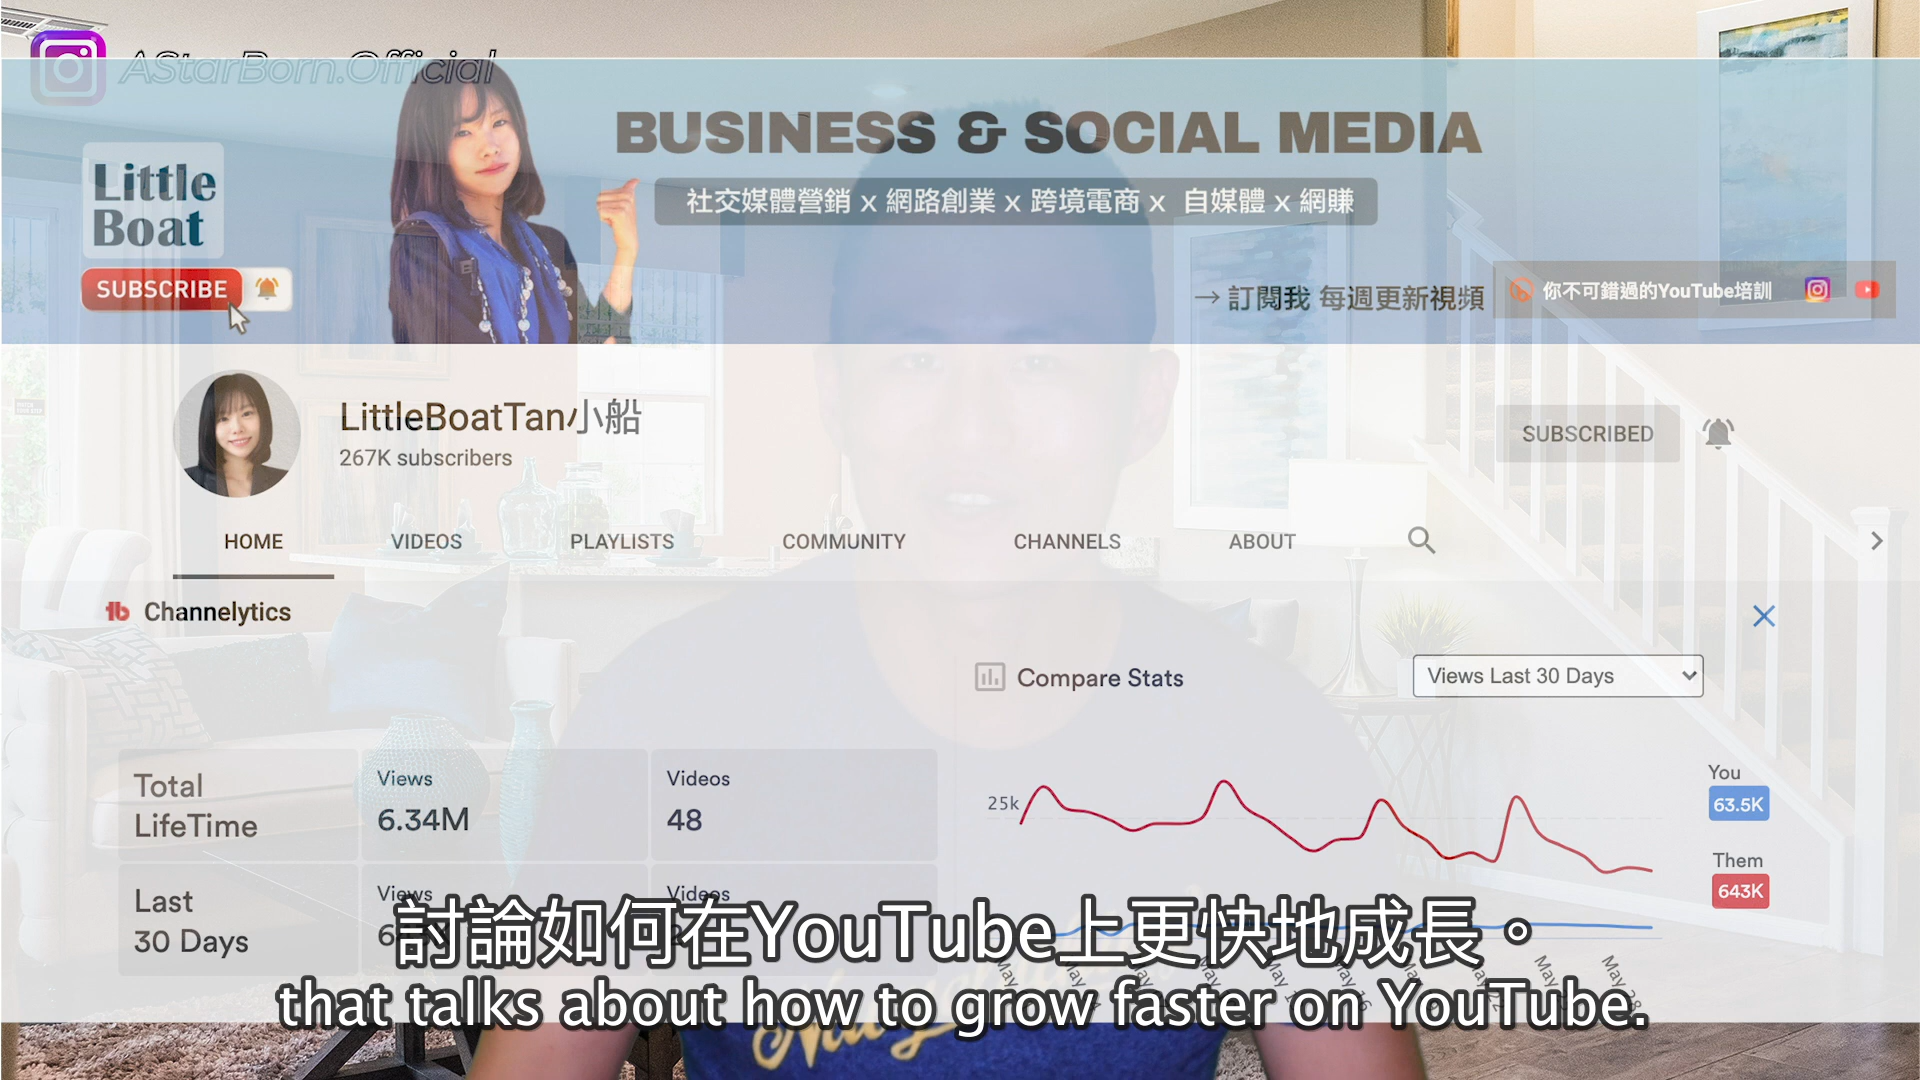 AStarBorn.Official
BUSINESS & SOCIAL MEDIA
Little
Boat
社交媒體營銷 x 網路創業 x 跨境電商 x 自媒體 x 網賺
SUBSCRIBE
→ 訂閱我 每週更新視頻
你不可錯過的YouTube培訓
LittleBoatTan小船
267K subscribers
SUBSCRIBED
HOME
VIDEOS
PLAYLISTS
COMMUNITY
CHANNELS
ABOUT
Channelytics
Compare Stats
Views Last 30 Days
Total
LifeTime
Views
6.34M
Videos
48
25k
You
63.5K
Them
643K
Last
30 Days
Views
Videos
討論如何在YouTube上更快地成長。
that talks about how to grow faster on YouTube.